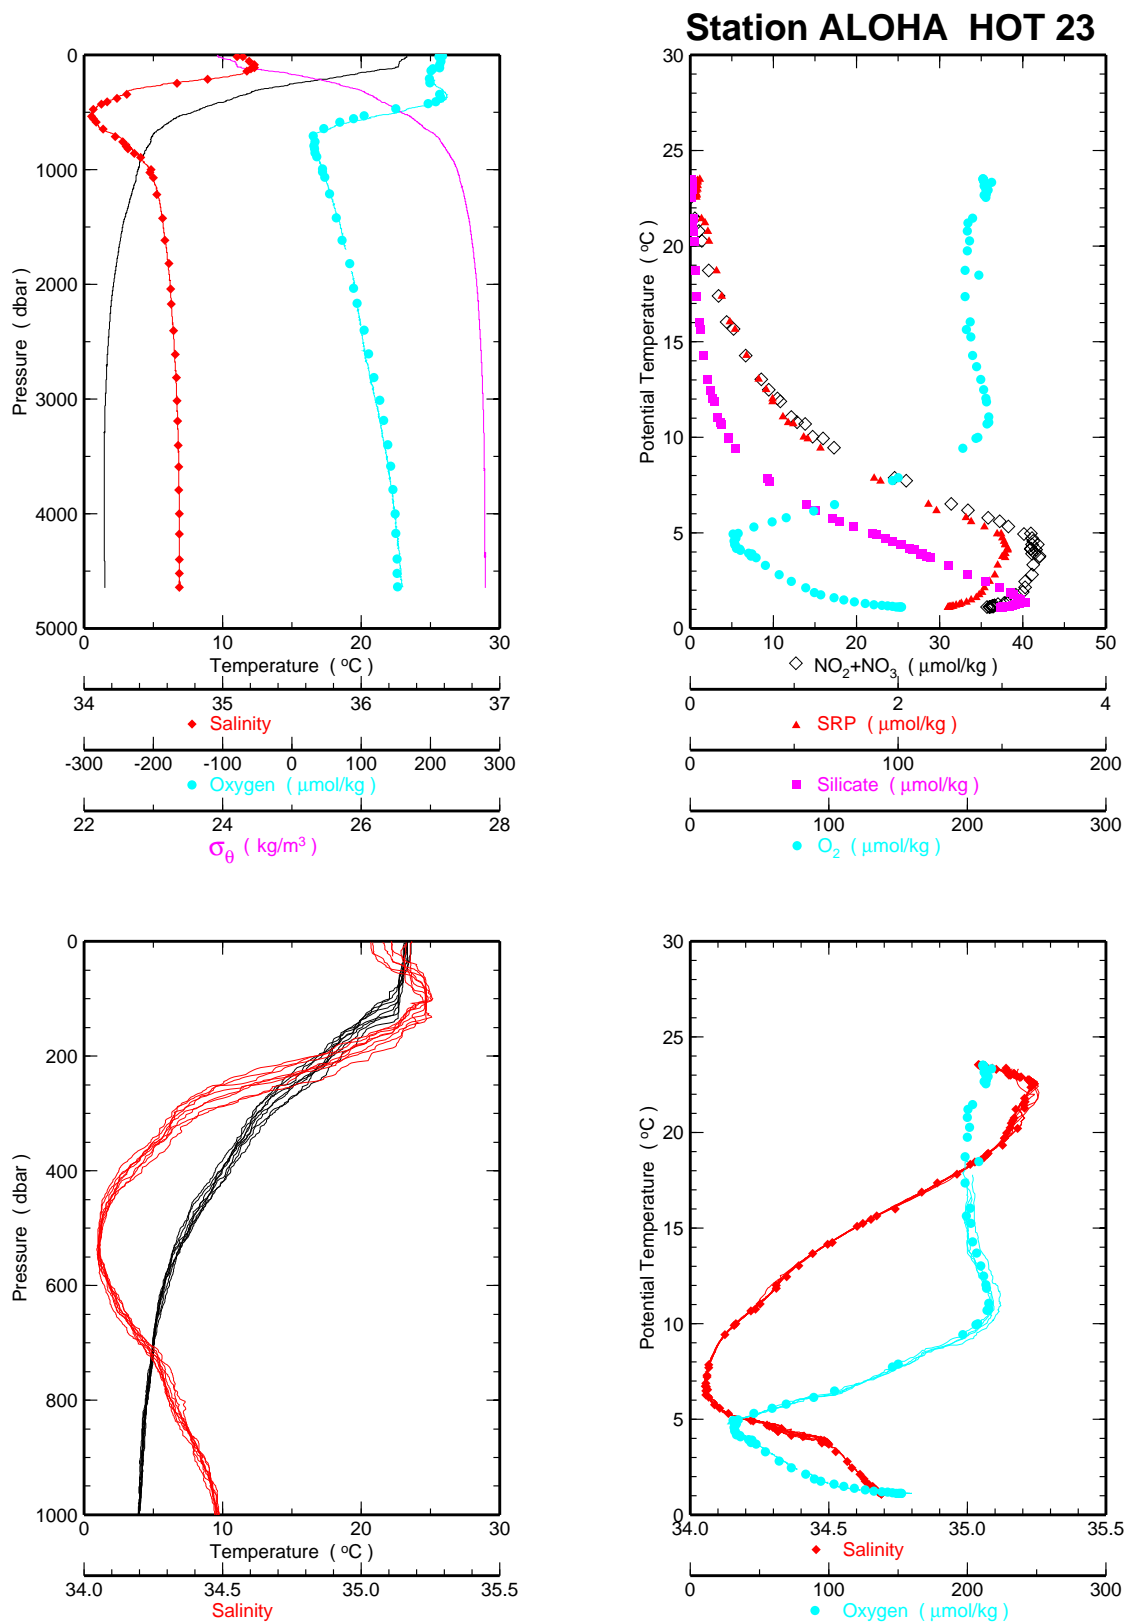 Station ALOHA HOT 23
0
1000
2000
3000
4000
5000
Pressure ( dbar)
0 10 20 30
Temperature ( °C)
34 35 36 37
Salinity
-300 -200 -100 0 100 200 300
Oxygen ( μmol/kg )
22 24 26 28
σθ ( kg/m³ )
30
25
20
15
10
5
0
Potential Temperature ( °C)
0 10 20 30 40 50
NO₂+NO₃ ( μmol/kg )
0 2 4
SRP ( μmol/kg )
0 100 200
Silicate ( μmol/kg )
0 100 200 300
O₂ ( μmol/kg )
0
200
400
600
800
1000
Pressure ( dbar)
0 10 20 30
Temperature ( °C)
34.0 34.5 35.0 35.5
Salinity
30
25
20
15
10
5
0
Potential Temperature ( °C)
34.0 34.5 35.0 35.5
Salinity
0 100 200 300
Oxygen ( μmol/kg )